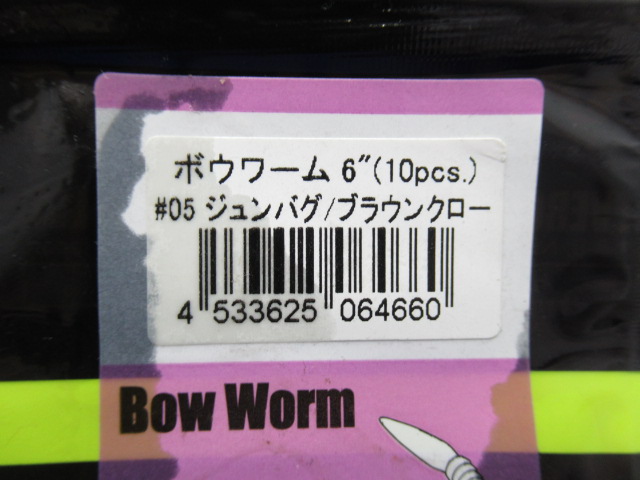 ボウワーム 6"(10pcs.)
#05 ジュンバグ/ブラウンクロー
4 533625 064660
Bow Worm